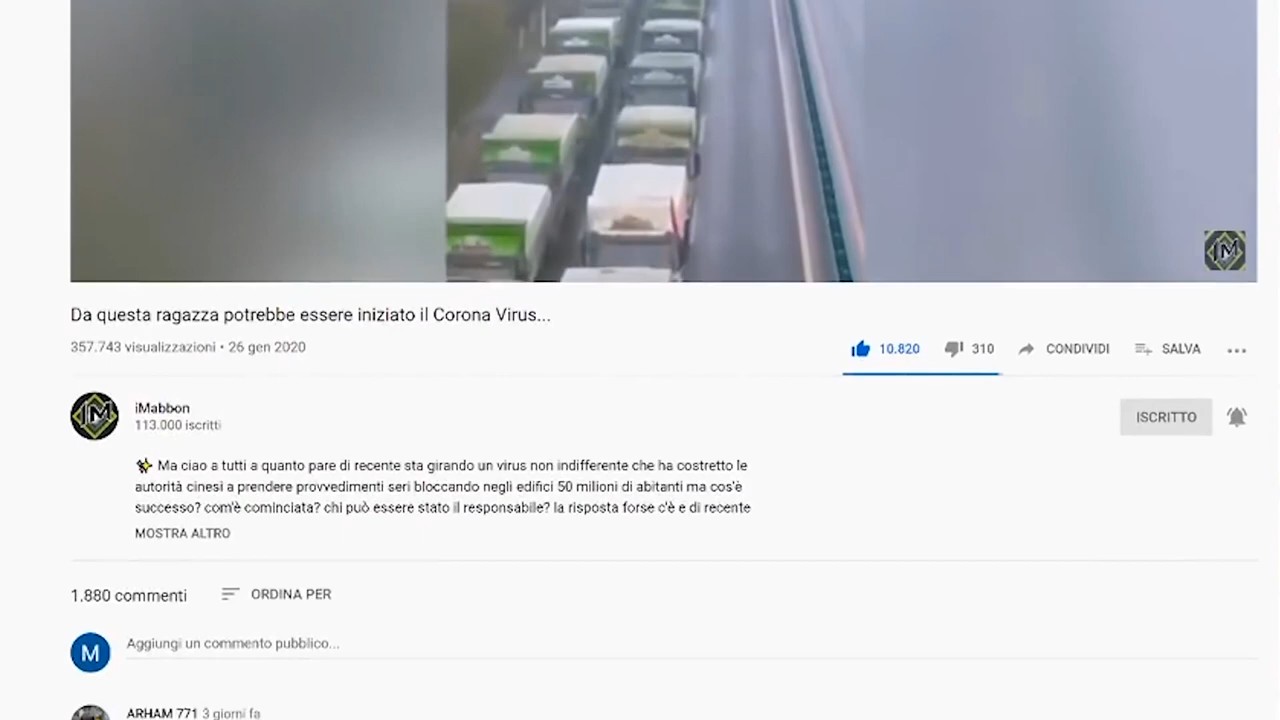 M
Da questa ragazza potrebbe essere iniziato il Corona Virus...
357.743 visualizzazioni • 26 gen 2020
10.820
310
CONDIVIDI
SALVA
M
iMabbon
113.000 iscritti
ISCRITTO
Ma ciao a tutti a quanto pare di recente sta girando un virus non indifferente che ha costretto le
autorità cinesi a prendere provvedimenti seri bloccando negli edifici 50 milioni di abitanti ma cos'è
successo? com'è cominciata? chi può essere stato il responsabile? la risposta forse c'è e di recente
MOSTRA ALTRO
1.880 commenti
ORDINA PER
M
Aggiungi un commento pubblico...
ARHAM 771 3 giorni fa